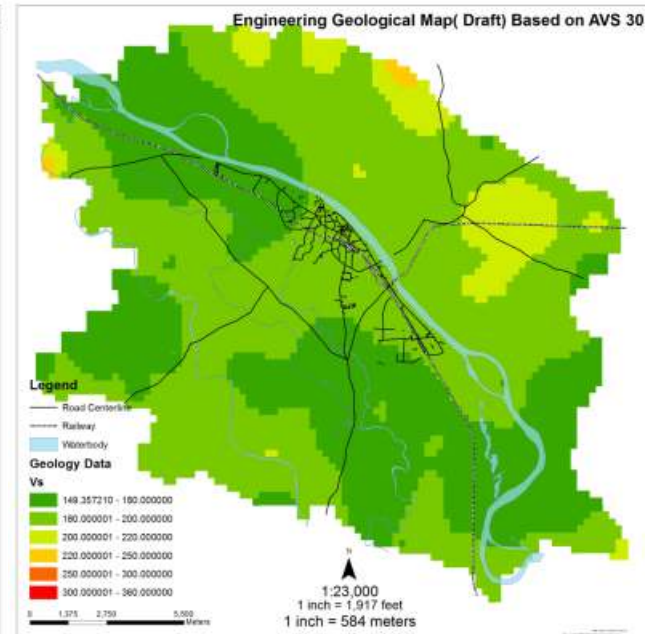 Engineering Geological Map( Draft) Based on AVS 30
Legend
Road Centerline
Railway
Waterbody
Geology Data
Vs
149.357210 - 180.000000
180.000001 - 200.000000
200.000001 - 220.000000
220.000001 - 250.000000
250.000001 - 300.000000
300.000001 - 360.000000
0 1,375 2,750 5,500
Meters
N
1:23,000
1 inch = 1,917 feet
1 inch = 584 meters